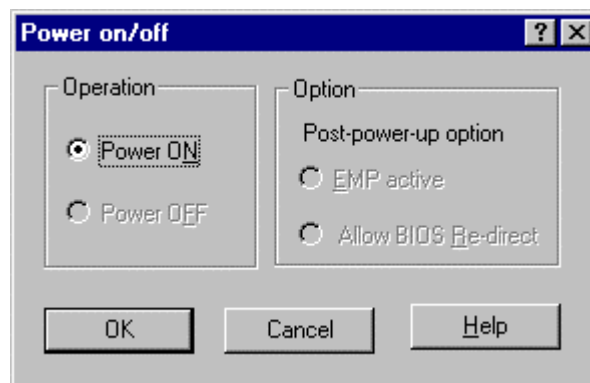 Power on/off
Operation
Power ON
Power OFF
Option
Post-power-up option
EMP active
Allow BIOS Re-direct
OK
Cancel
Help